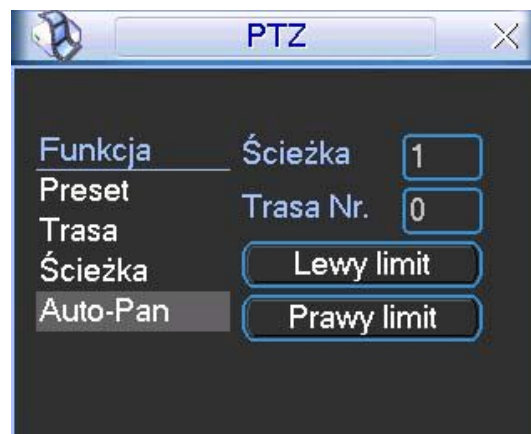 PTZ
Funkcja
Preset
Trasa
Ścieżka
Auto-Pan
Ścieżka 1
Trasa Nr. 0
Lewy limit
Prawy limit